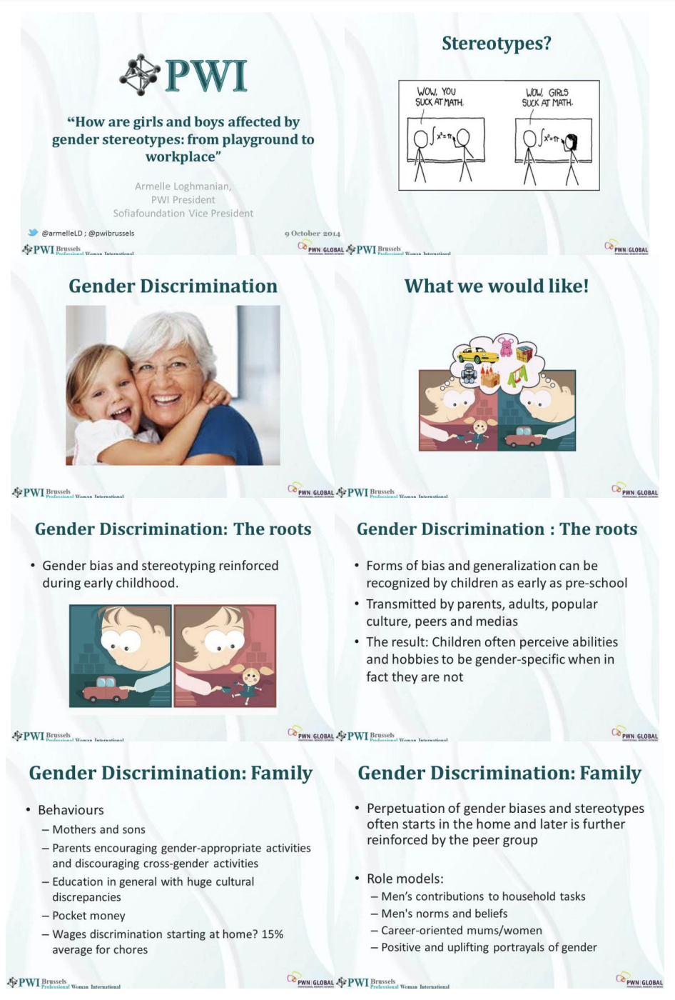 PWI
“How are girls and boys affected by
gender stereotypes: from playground to
workplace”
Armelle Loghmanian,
PWI President
Sofiafoundation Vice President
@armelleLD ; @pwibrussels
9 October 2014
PWI Brussels
Professional Woman International
PWN GLOBAL
Stereotypes?
WOW, YOU
SUCK AT MATH.
∫x²=π
WOW, GIRLS
SUCK AT MATH.
∫x²=π
PWI Brussels
Professional Woman International
PWN GLOBAL
Gender Discrimination
PWI Brussels
Professional Woman International
PWN GLOBAL
What we would like!
PWI Brussels
Professional Woman International
PWN GLOBAL
Gender Discrimination: The roots
• Gender bias and stereotyping reinforced
during early childhood.
PWI Brussels
Professional Woman International
PWN GLOBAL
Gender Discrimination : The roots
• Forms of bias and generalization can be
recognized by children as early as pre-school
• Transmitted by parents, adults, popular
culture, peers and medias
• The result: Children often perceive abilities
and hobbies to be gender-specific when in
fact they are not
PWI Brussels
Professional Woman International
PWN GLOBAL
Gender Discrimination: Family
• Behaviours
– Mothers and sons
– Parents encouraging gender-appropriate activities
and discouraging cross-gender activities
– Education in general with huge cultural
discrepancies
– Pocket money
– Wages discrimination starting at home? 15%
average for chores
PWI Brussels
Professional Woman International
PWN GLOBAL
Gender Discrimination: Family
• Perpetuation of gender biases and stereotypes
often starts in the home and later is further
reinforced by the peer group
• Role models:
– Men’s contributions to household tasks
– Men's norms and beliefs
– Career-oriented mums/women
– Positive and uplifting portrayals of gender
PWI Brussels
Professional Woman International
PWN GLOBAL